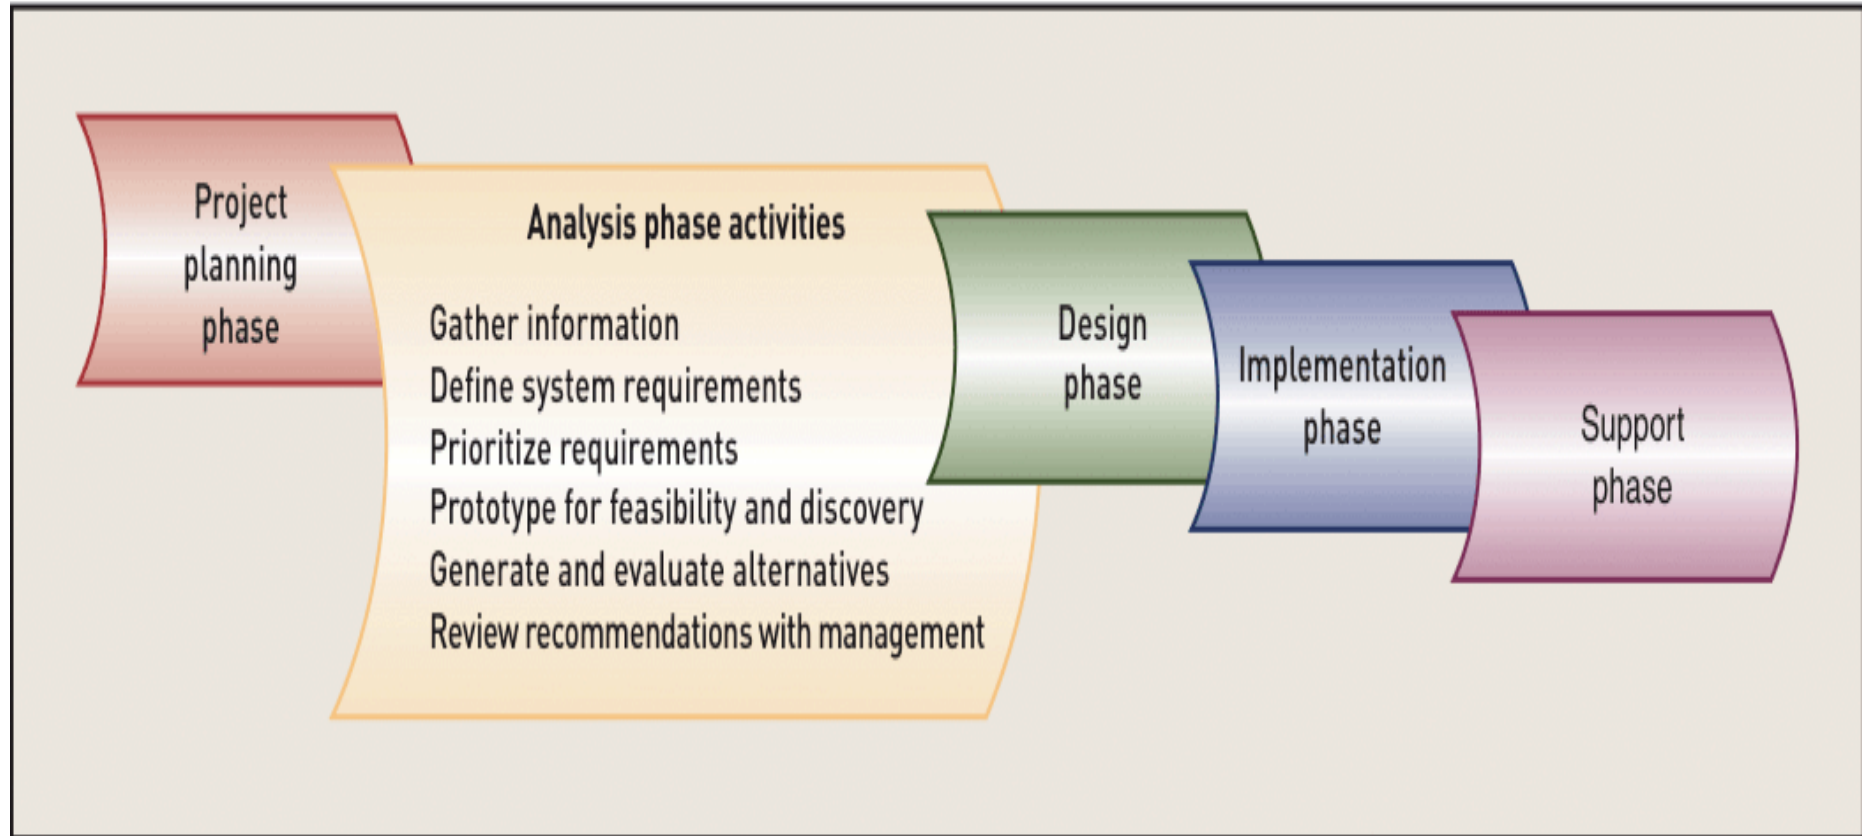 Project
planning
phase
Analysis phase activities
Gather information
Define system requirements
Prioritize requirements
Prototype for feasibility and discovery
Generate and evaluate alternatives
Review recommendations with management
Design
phase
Implementation
phase
Support
phase